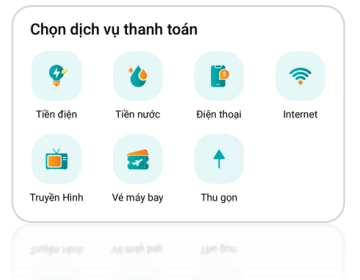 Chọn dịch vụ thanh toán
Tiền điện Tiền nước Điện thoại Internet
Truyền Hình Vé máy bay Thu gọn